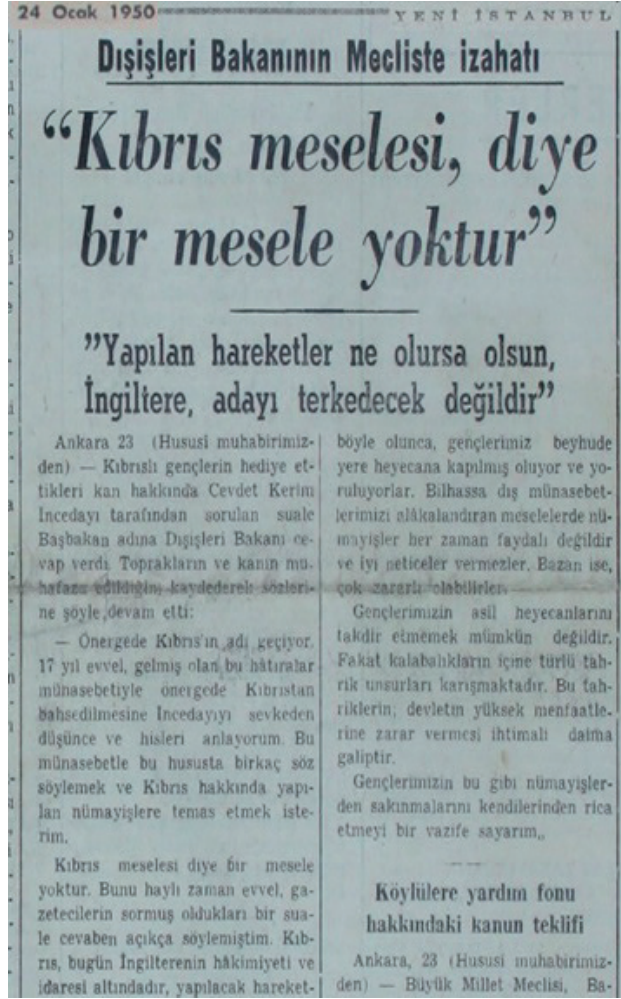 24 Ocak 1950
YENİ İSTANBUL
Dışişleri Bakanının Mecliste izahatı
“Kıbrıs meselesi, diye
bir mesele yoktur”
”Yapılan hareketler ne olursa olsun,
İngiltere, adayı terkedecek değildir”
Ankara 23 (Hususi muhabirimiz-
den) — Kıbrıslı gençlerin hediye et-
tikleri kan hakkında Cevdet Kerim
İncedayı tarafından sorulan suale
Başbakan adına Dışişleri Bakanı ce-
vap verdi. Toprakların ve kanın mu-
hafaza edildiğini kaydederek sözleri-
ne şöyle devam etti:
— Önergede Kıbrıs'ın adı geçiyor.
17 yıl evvel, gelmiş olan bu hâtıralar
münasebetiyle önergede Kıbrıstan
bahsedilmesine İncedayıyı sevkeden
düşünce ve hisleri anlıyorum. Bu
münasebetle bu hususta birkaç söz
söylemek ve Kıbrıs hakkında yapı-
lan nümayişlere temas etmek iste-
rim.
Kıbrıs meselesi diye bir mesele
yoktur. Bunu haylı zaman evvel, ga-
zetecilerin sormuş oldukları bir sua-
le cevaben açıkça söylemiştim. Kıb-
rıs, bugün İngilterenin hâkimiyeti ve
idaresi altındadır, yapılacak hareket-
böyle olunca, gençlerimiz beyhude
yere heyecana kapılmış oluyor ve yo-
ruluyorlar. Bilhassa dış münasebet-
lerimizi alâkalandıran meselelerde nü-
mayişler her zaman faydalı değildir
ve iyi neticeler vermezler. Bazan ise,
çok zararlı olabilirler.
Gençlerimizin asil heyecanlarını
takdir etmemek mümkün değildir.
Fakat kalabalıkların içine türlü tah-
rik unsurları karışmaktadır. Bu tah-
riklerin, devletin yüksek menfaatle-
rine zarar vermesi ihtimali daima
galiptir.
Gençlerimizin bu gibi nümayişler-
den sakınmalarını kendilerinden rica
etmeyi bir vazife sayarım„
Köylülere yardım fonu
hakkındaki kanun teklifi
Ankara, 23 (Hususi muhabirimiz-
den) — Büyük Millet Meclisi, Ba-